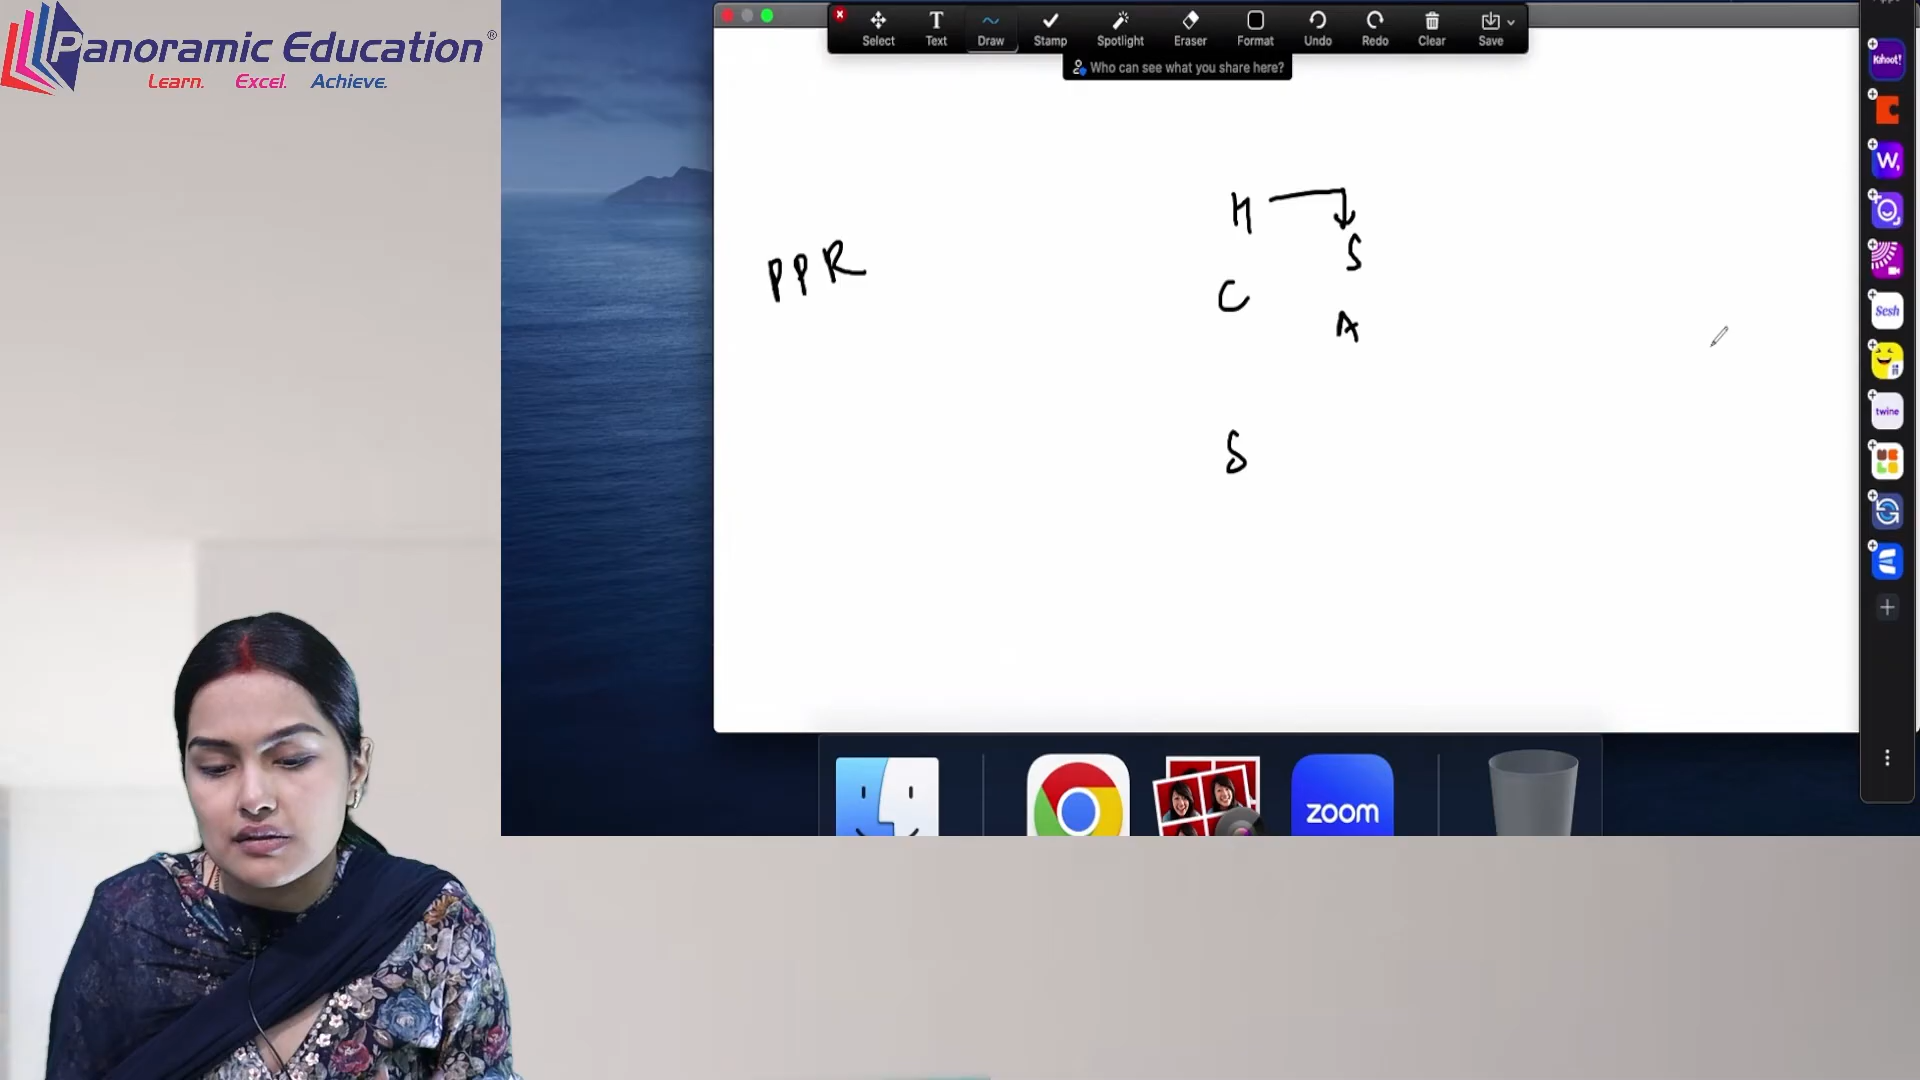 Panoramic Education®
Learn. Excel. Achieve.
Select Text Draw Stamp Spotlight Eraser Format Undo Redo Clear Save
Who can see what you share here?
H
S
PPR
C
A
S
Kahoot!
W,
Sesh
twine
zoom